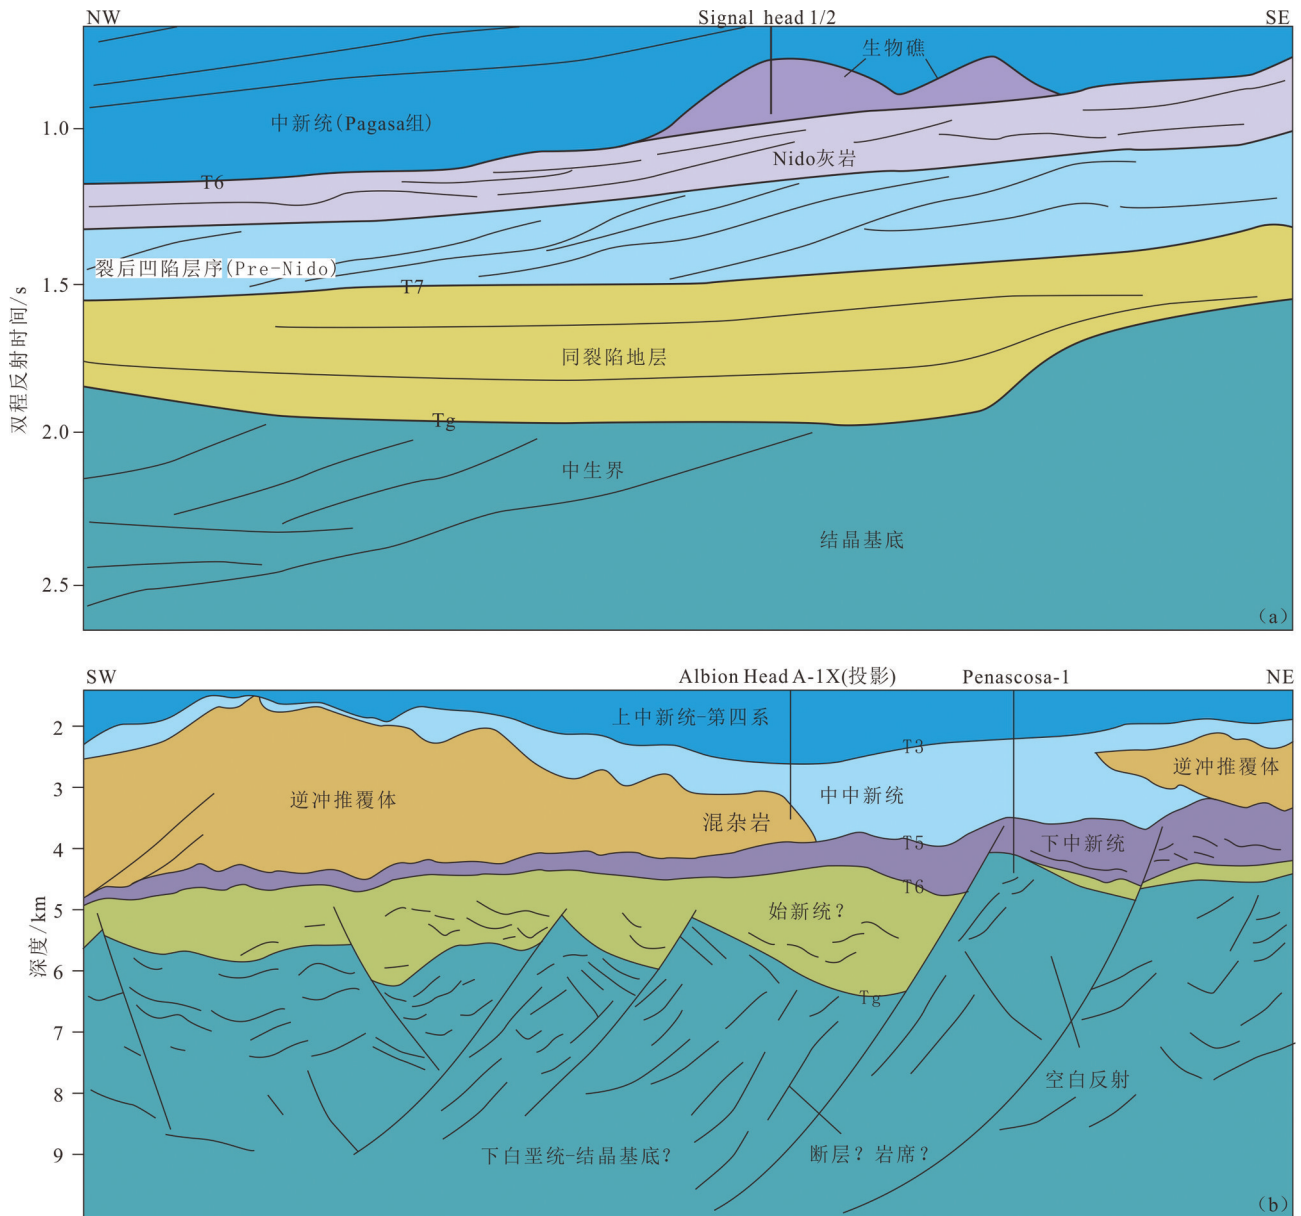 NW Signal head 1/2 SE
生物礁
1.0
中新统(Pagasa组)
Nido灰岩
T6
裂后凹陷层序(Pre-Nido)
1.5
T7
同裂陷地层
双程反射时间/s
Tg
2.0
中生界
结晶基底
2.5
(a)
SW Albion Head A-1X(投影) Penascosa-1 NE
上中新统-第四系
2
T3
逆冲推覆体
3
逆冲推覆体
中中新统
混杂岩
4
T5
下中新统
T6
5
始新统?
深度/km
6
Tg
7
空白反射
8
下白垩统-结晶基底?
断层?岩席?
9
(b)